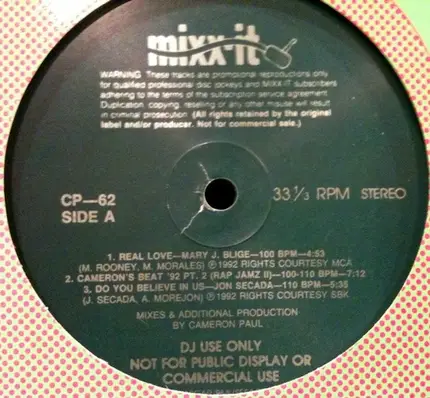 mixx-it
WARNING These tracks are promotional reproductions only
for qualified professional disc jockeys and MIXX-IT subscribers
adhering to the terms of the subscription service agreement.
Duplication, copying, reselling or any other misuse will result
in criminal prosecution. (All rights retained by the original
label and/or producer. Not for commercial sale.)
CP—62
SIDE A
33 1/3 RPM STEREO
1. REAL LOVE—MARY J. BLIGE—100 BPM—4:53
(M. ROONEY, M. MORALES) ℗ 1992 RIGHTS COURTESY MCA
2. CAMERON'S BEAT '92 PT. 2 (RAP JAMZ II)—100-110 BPM—7:12
3. DO YOU BELIEVE IN US—JON SECADA—110 BPM—5:35
(J. SECADA, A. MOREJON) ℗ 1992 RIGHTS COURTESY SBK
MIXES & ADDITIONAL PRODUCTION
BY CAMERON PAUL
DJ USE ONLY
NOT FOR PUBLIC DISPLAY OR
COMMERCIAL USE